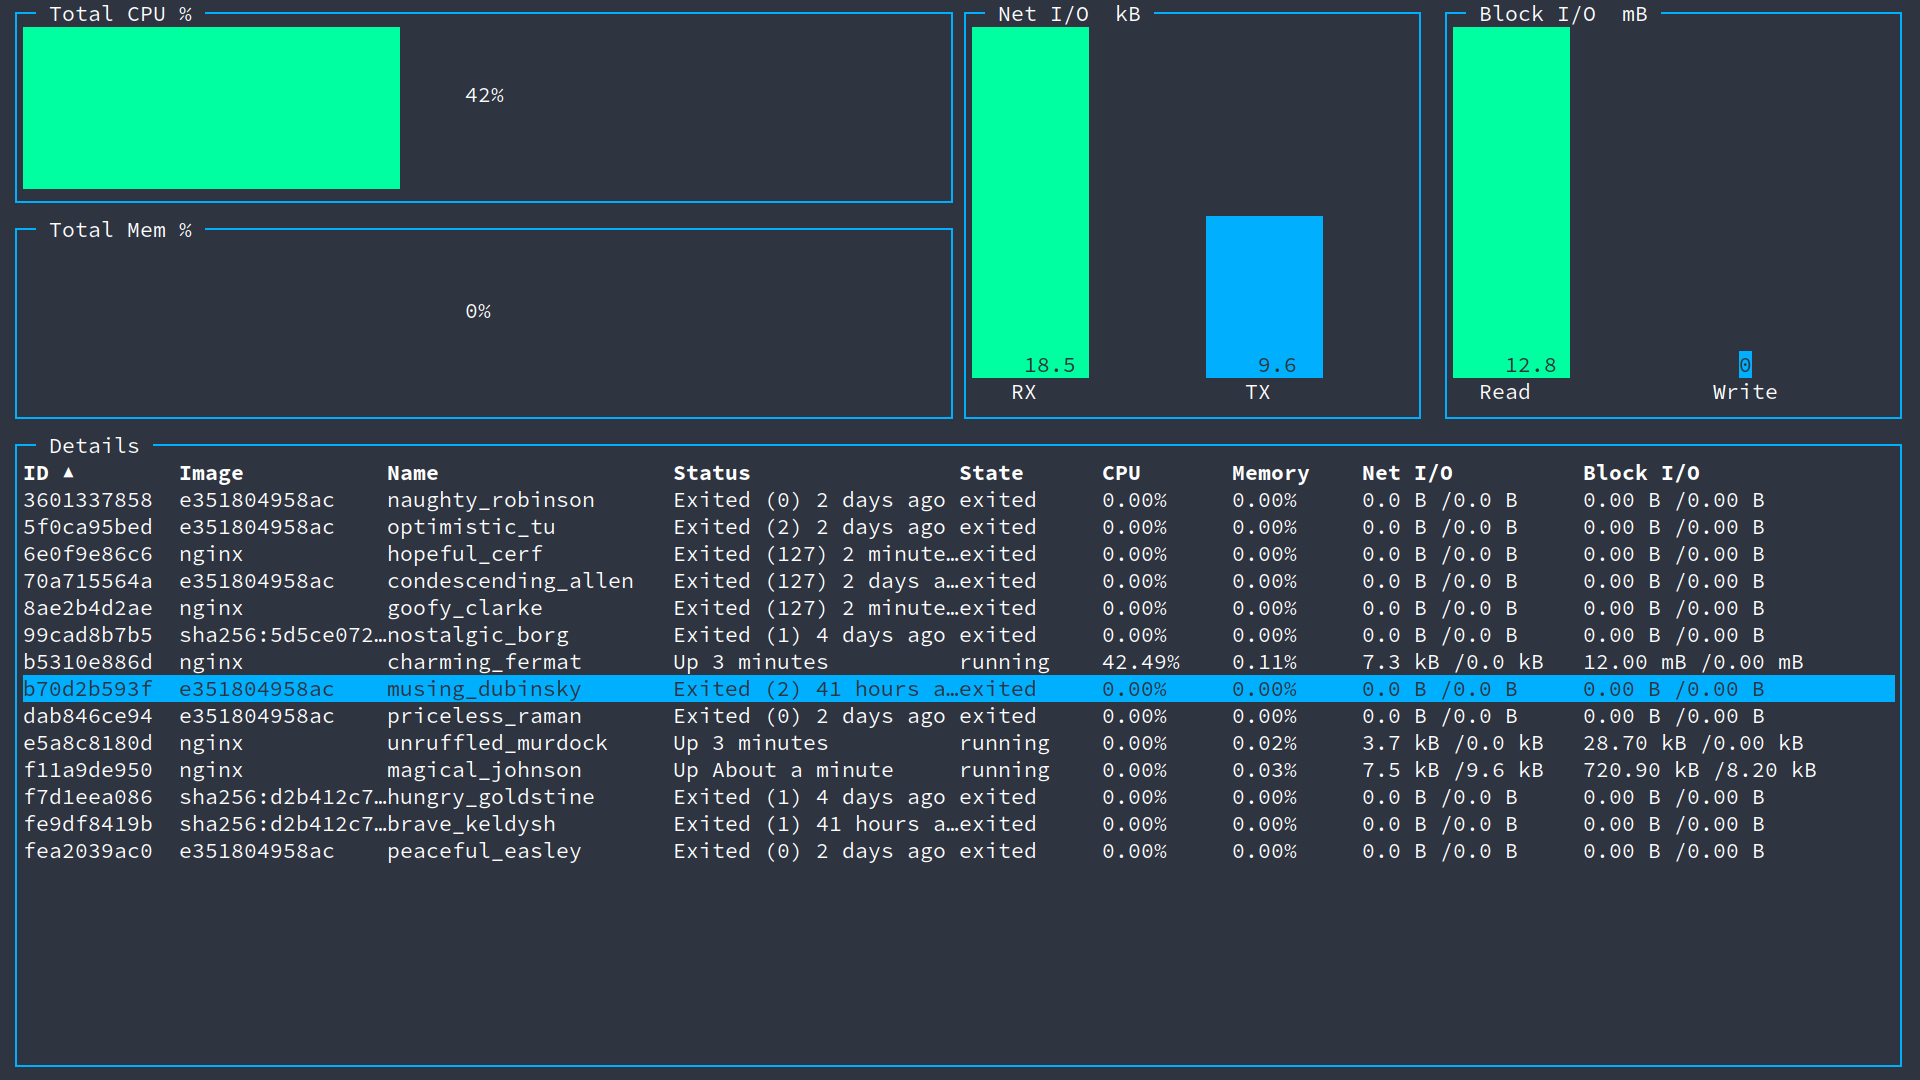 Total CPU %
42%
Total Mem %
0%
Net I/O  kB
18.5 9.6
RX TX
Block I/O  mB
12.8 0
Read Write
Details
ID ▲ Image Name Status State CPU Memory Net I/O Block I/O
3601337858 e351804958ac naughty_robinson Exited (0) 2 days ago exited 0.00% 0.00% 0.0 B /0.0 B 0.00 B /0.00 B
5f0ca95bed e351804958ac optimistic_tu Exited (2) 2 days ago exited 0.00% 0.00% 0.0 B /0.0 B 0.00 B /0.00 B
6e0f9e86c6 nginx hopeful_cerf Exited (127) 2 minute…exited 0.00% 0.00% 0.0 B /0.0 B 0.00 B /0.00 B
70a715564a e351804958ac condescending_allen Exited (127) 2 days a…exited 0.00% 0.00% 0.0 B /0.0 B 0.00 B /0.00 B
8ae2b4d2ae nginx goofy_clarke Exited (127) 2 minute…exited 0.00% 0.00% 0.0 B /0.0 B 0.00 B /0.00 B
99cad8b7b5 sha256:5d5ce072…nostalgic_borg Exited (1) 4 days ago exited 0.00% 0.00% 0.0 B /0.0 B 0.00 B /0.00 B
b5310e886d nginx charming_fermat Up 3 minutes running 42.49% 0.11% 7.3 kB /0.0 kB 12.00 mB /0.00 mB
b70d2b593f e351804958ac musing_dubinsky Exited (2) 41 hours a…exited 0.00% 0.00% 0.0 B /0.0 B 0.00 B /0.00 B
dab846ce94 e351804958ac priceless_raman Exited (0) 2 days ago exited 0.00% 0.00% 0.0 B /0.0 B 0.00 B /0.00 B
e5a8c8180d nginx unruffled_murdock Up 3 minutes running 0.00% 0.02% 3.7 kB /0.0 kB 28.70 kB /0.00 kB
f11a9de950 nginx magical_johnson Up About a minute running 0.00% 0.03% 7.5 kB /9.6 kB 720.90 kB /8.20 kB
f7d1eea086 sha256:d2b412c7…hungry_goldstine Exited (1) 4 days ago exited 0.00% 0.00% 0.0 B /0.0 B 0.00 B /0.00 B
fe9df8419b sha256:d2b412c7…brave_keldysh Exited (1) 41 hours a…exited 0.00% 0.00% 0.0 B /0.0 B 0.00 B /0.00 B
fea2039ac0 e351804958ac peaceful_easley Exited (0) 2 days ago exited 0.00% 0.00% 0.0 B /0.0 B 0.00 B /0.00 B